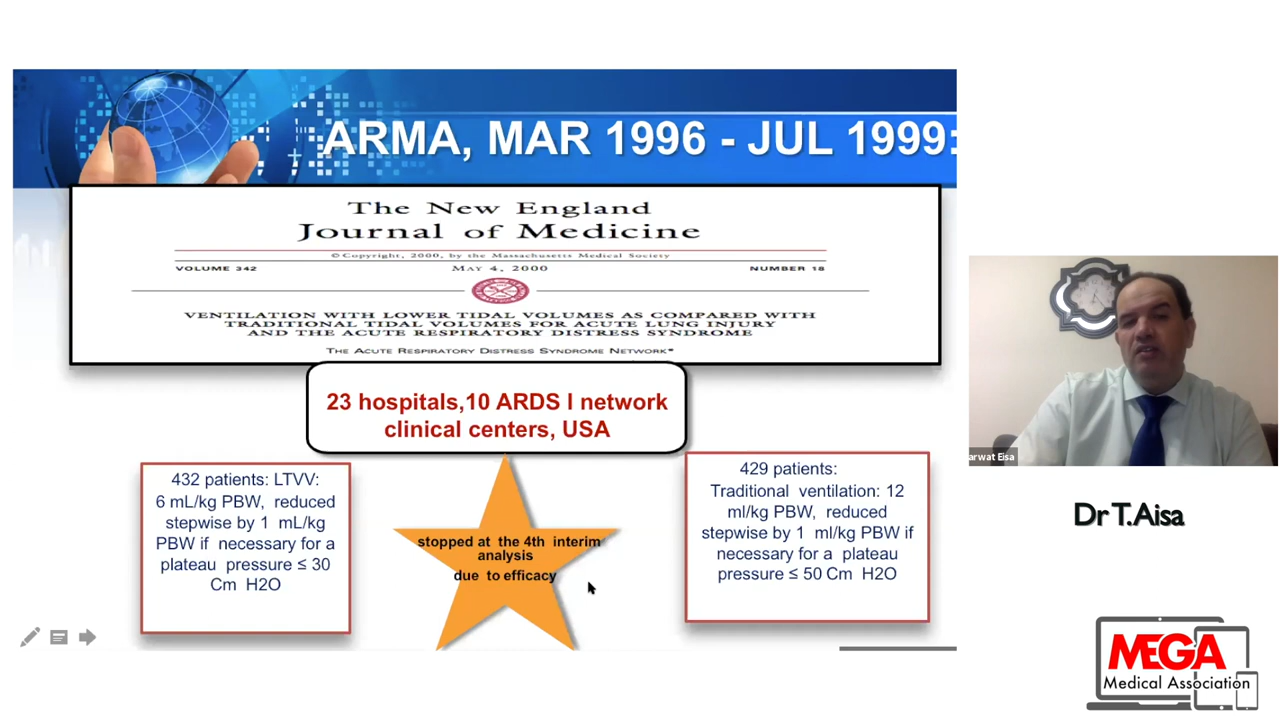 ARMA, MAR 1996 - JUL 1999:
The New England
Journal of Medicine
©Copyright, 2000, by the Massachusetts Medical Society
VOLUME 342 MAY 4, 2000 NUMBER 18
VENTILATION WITH LOWER TIDAL VOLUMES AS COMPARED WITH
TRADITIONAL TIDAL VOLUMES FOR ACUTE LUNG INJURY
AND THE ACUTE RESPIRATORY DISTRESS SYNDROME
THE ACUTE RESPIRATORY DISTRESS SYNDROME NETWORK*
23 hospitals,10 ARDS I network
clinical centers, USA
432 patients: LTVV:
6 mL/kg PBW, reduced
stepwise by 1 mL/kg
PBW if necessary for a
plateau pressure ≤ 30
Cm H2O
stopped at the 4th interim
analysis
due to efficacy
429 patients:
Traditional ventilation: 12
ml/kg PBW, reduced
stepwise by 1 ml/kg PBW if
necessary for a plateau
pressure ≤ 50 Cm H2O
arwat Eisa
Dr T.Aisa
MEGA
Medical Association